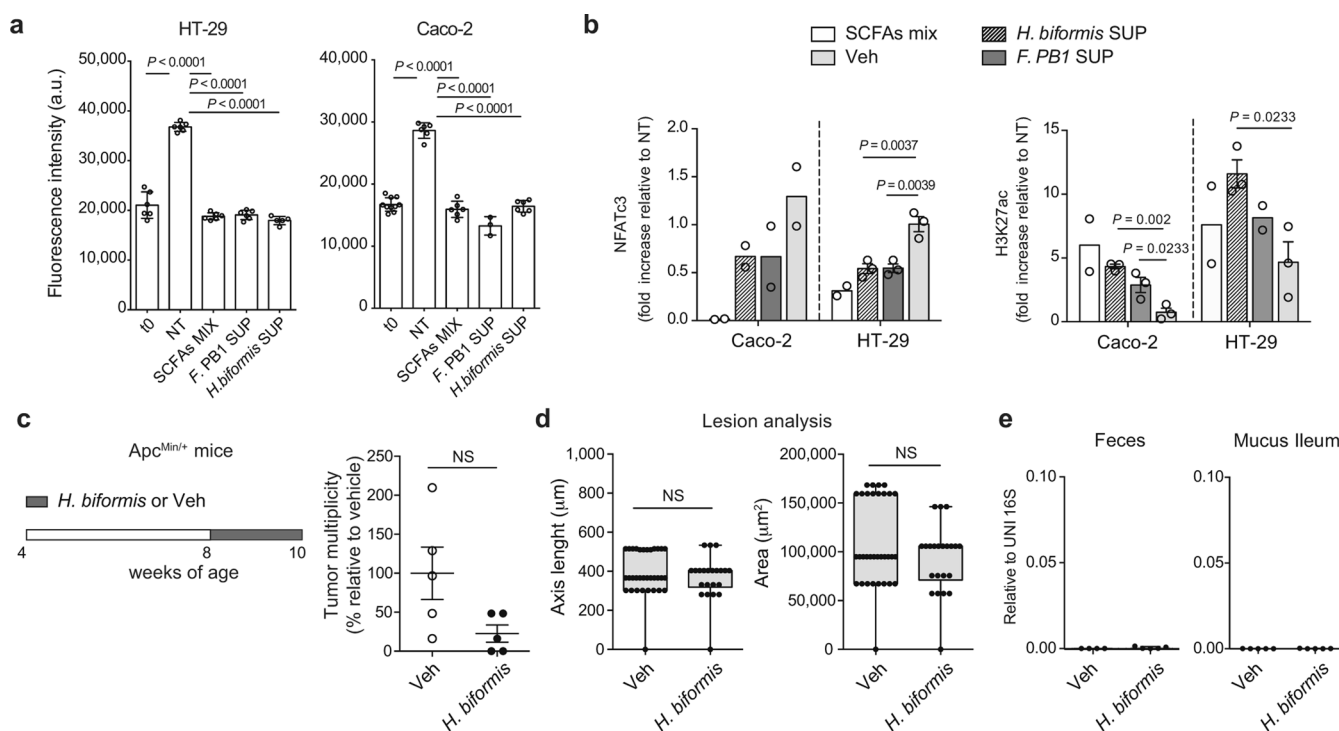 a
HT-29
Caco-2
Fluorescence intensity (a.u.)
50,000
40,000
30,000
20,000
10,000
0
P < 0.0001
P < 0.0001
P < 0.0001
P < 0.0001
t0
NT
SCFAs MIX
F. PB1 SUP
H.biformis SUP
40,000
30,000
20,000
10,000
0
P < 0.0001
P < 0.0001
P < 0.0001
P < 0.0001
t0
NT
SCFAs MIX
F. PB1 SUP
H.biformis SUP
b
SCFAs mix
H. biformis SUP
Veh
F. PB1 SUP
NFATc3
(fold increase relative to NT)
2.0
1.5
1.0
0.5
0.0
P = 0.0037
P = 0.0039
Caco-2
HT-29
H3K27ac
(fold increase relative to NT)
15
10
5
0
P = 0.0233
P = 0.002
P = 0.0233
Caco-2
HT-29
c
Apc^Min/+ mice
H. biformis or Veh
4
8
10
weeks of age
Tumor multiplicity
(% relative to vehicle)
250
200
150
100
50
0
NS
Veh
H. biformis
d
Lesion analysis
Axis lenght (μm)
1,000
800
600
400
200
0
NS
Veh
H. biformis
Area (μm²)
200,000
150,000
100,000
50,000
0
NS
Veh
H. biformis
e
Feces
Mucus Ileum
Relative to UNI 16S
0.10
0.05
0.00
Veh
H. biformis
0.10
0.05
0.00
Veh
H. biformis